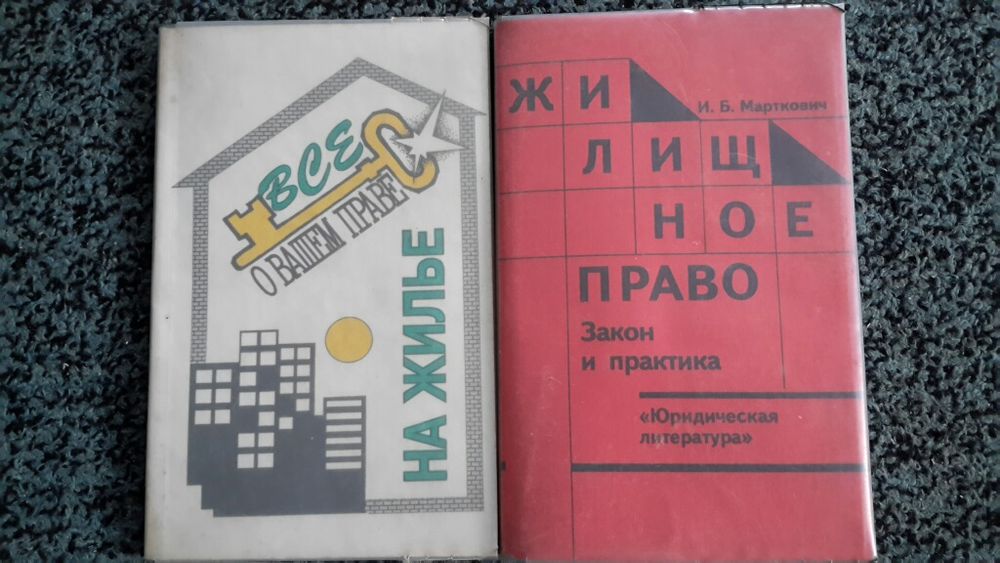 ВСЕ
О ВАШЕМ ПРАВЕ
НА ЖИЛЬЕ
И. Б. Марткович
ЖИ
ЛИЩ
НОЕ
ПРАВО
Закон
и практика
«Юридическая
литература»